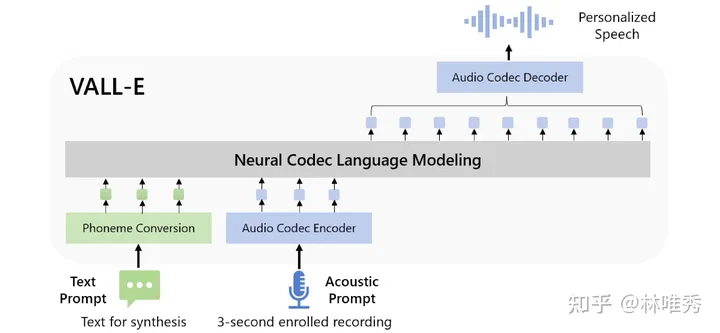 Personalized
Speech
VALL-E
Audio Codec Decoder
Neural Codec Language Modeling
Phoneme Conversion
Audio Codec Encoder
Text
Prompt
Acoustic
Prompt
Text for synthesis
3-second enrolled recording
知乎 @林唯秀